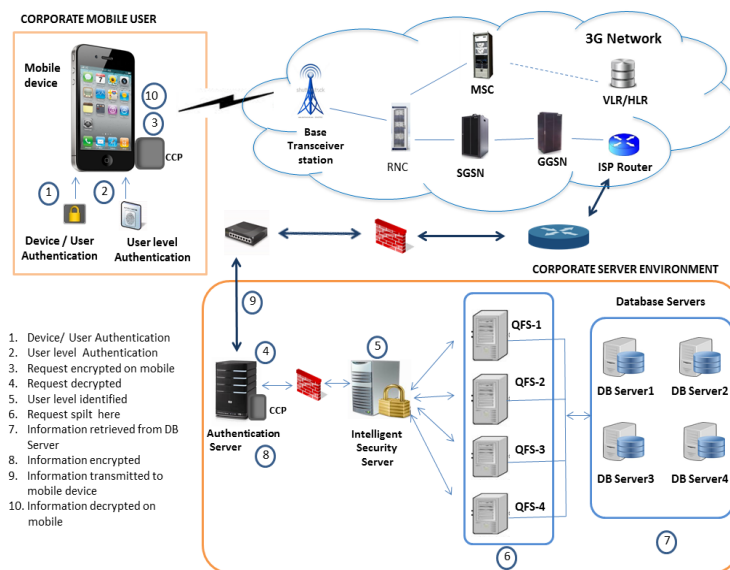 CORPORATE MOBILE USER
Mobile
device
10
3
CCP
1
2
Device / User
Authentication
User level
Authentication
3G Network
MSC
VLR/HLR
Base
Transceiver
station
RNC
SGSN
GGSN
ISP Router
CORPORATE SERVER ENVIRONMENT
9
4
CCP
Authentication
Server
8
5
Intelligent
Security
Server
QFS-1
QFS-2
QFS-3
QFS-4
6
Database Servers
DB Server1
DB Server2
DB Server3
DB Server4
7
1. Device/ User Authentication
2. User level Authentication
3. Request encrypted on mobile
4. Request decrypted
5. User level identified
6. Request spilt here
7. Information retrieved from DB
Server
8. Information encrypted
9. Information transmitted to
mobile device
10. Information decrypted on
mobile